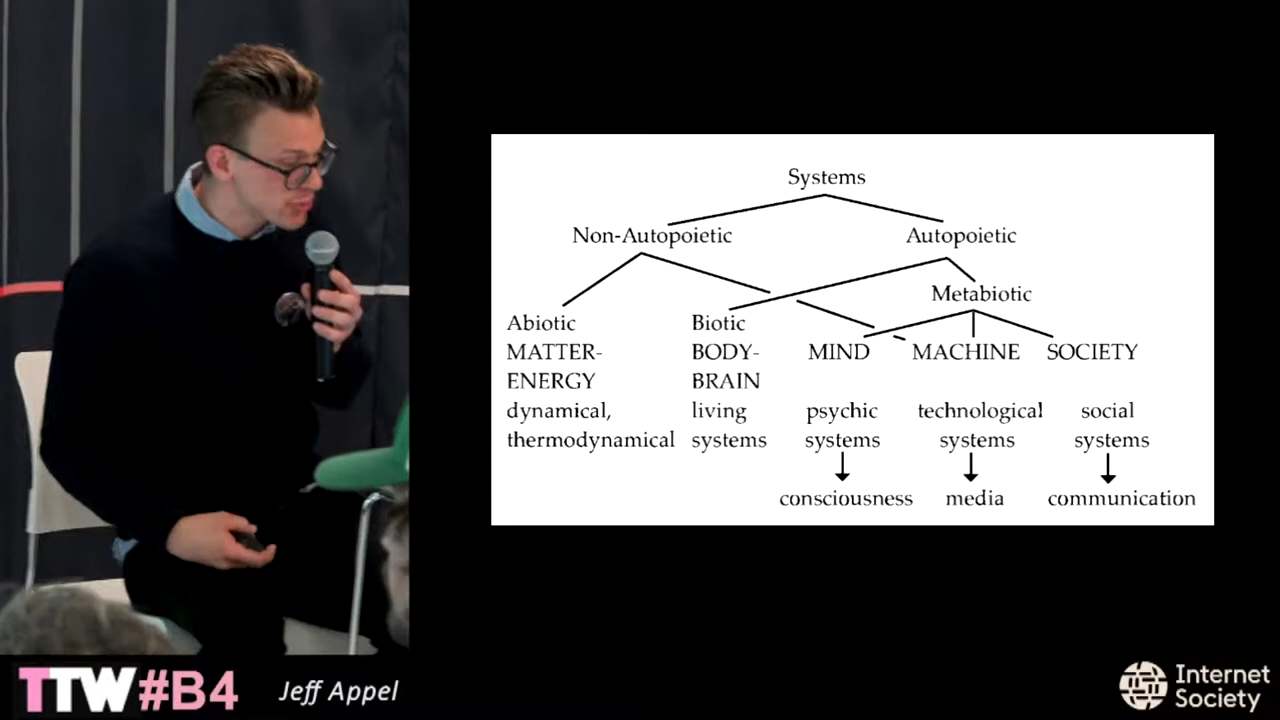 Systems
Non-Autopoietic Autopoietic
Metabiotic
Abiotic Biotic
MATTER- BODY- MIND MACHINE SOCIETY
ENERGY BRAIN
dynamical, living psychic technological social
thermodynamical systems systems systems systems
consciousness media communication
TTW#B4 Jeff Appel
Internet
Society